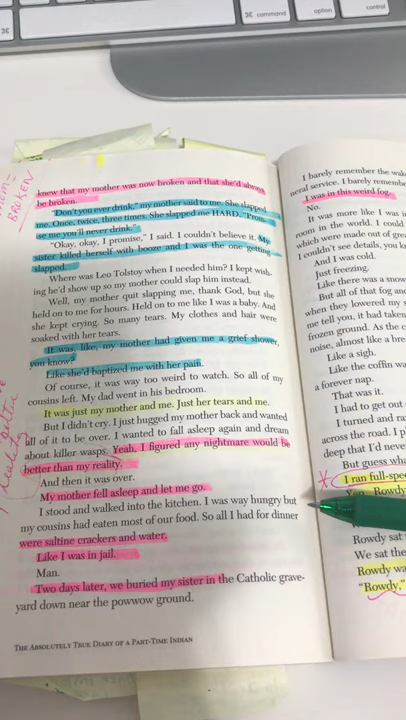 ⌘
⌘ command
option
control
mom=
BROKEN
knew that my mother was now broken and that she'd always
be broken.
"Don't you ever drink," my mother said to me. She slapped
me. Once, twice, three times. She slapped me HARD. "Prom-
ise me you'll never drink."
"Okay, okay, I promise," I said. I couldn't believe it. My
sister killed herself with booze and I was the one getting
slapped.
Where was Leo Tolstoy when I needed him? I kept wish-
ing he'd show up so my mother could slap him instead.
Well, my mother quit slapping me, thank God, but she
held on to me for hours. Held on to me like I was a baby. And
she kept crying. So many tears. My clothes and hair were
soaked with her tears.
It was, like, my mother had given me a grief shower,
you know?
Like she'd baptized me with her pain.
Of course, it was way too weird to watch. So all of my
cousins left. My dad went in his bedroom.
It was just my mother and me. Just her tears and me.
But I didn't cry. I just hugged my mother back and wanted
all of it to be over. I wanted to fall asleep again and dream
about killer wasps. Yeah, I figured any nightmare would be
better than my reality.
And then it was over.
My mother fell asleep and let me go.
I stood and walked into the kitchen. I was way hungry but
my cousins had eaten most of our food. So all I had for dinner
were saltine crackers and water.
Like I was in jail.
Man.
Two days later, we buried my sister in the Catholic grave-
yard down near the powwow ground.
THE ABSOLUTELY TRUE DIARY OF A PART-TIME INDIAN
reality
I barely remember the
neral service. I barely
I was in this weird fog.
No.
It was more like I was
room in the world. I could
which were made out of
I couldn't see details, you
And I was cold.
Just freezing.
Like there was a snow
But all of that fog and
when they lowered my
me tell you, it had taken
frozen ground. As the
noise, almost like a
Like a sigh.
Like the coffin
a forever nap.
That was it.
I had to get out
I turned and
across the road. I
deep that I'd
But guess
I ran
Rowdy
Rowdy sat
We sat
Rowdy
"Rowdy,"